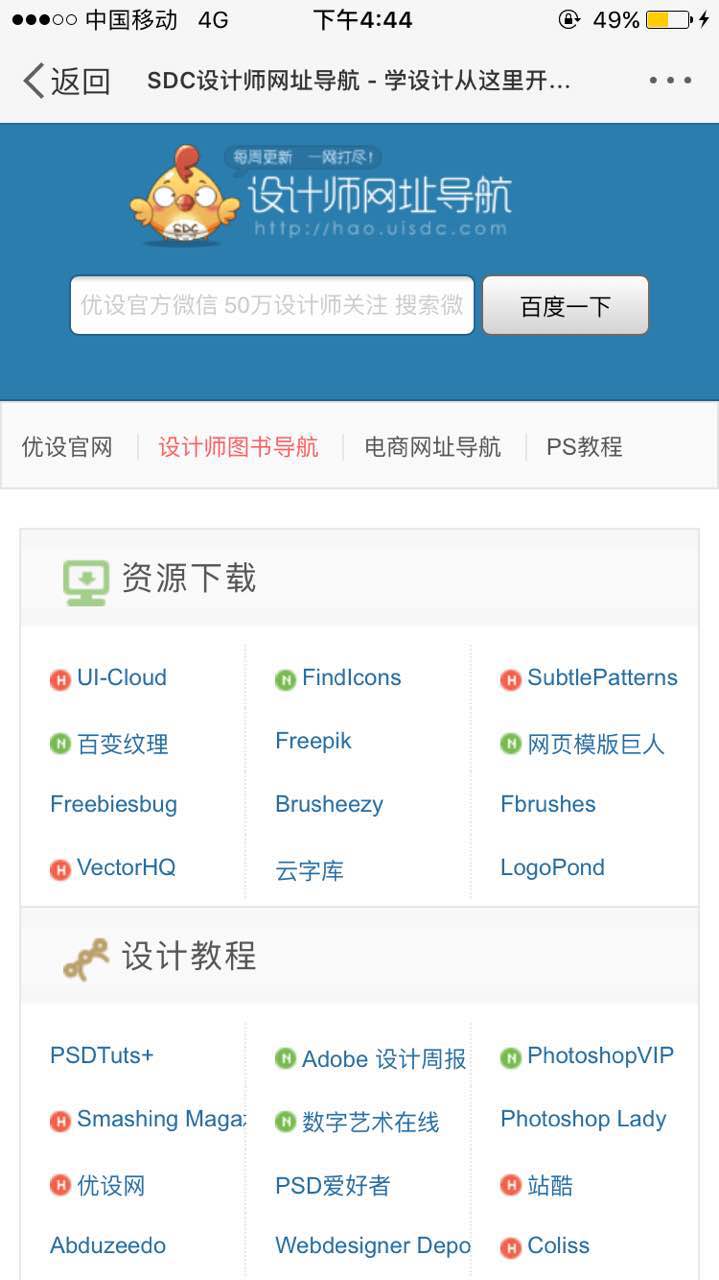 中国移动 4G 下午4:44 49%
返回 SDC设计师网址导航 - 学设计从这里开...
每周更新 一网打尽!
设计师网址导航
SDC http://hao.uisdc.com
优设官方微信 50万设计师关注 搜索微 百度一下
优设官网 设计师图书导航 电商网址导航 PS教程
资源下载
H UI-Cloud N FindIcons H SubtlePatterns
N 百变纹理 Freepik N 网页模版巨人
Freebiesbug Brusheezy Fbrushes
H VectorHQ 云字库 LogoPond
设计教程
PSDTuts+ N Adobe 设计周报 N PhotoshopVIP
H Smashing Maga N 数字艺术在线 Photoshop Lady
H 优设网 PSD爱好者 H 站酷
Abduzeedo Webdesigner Depo H Coliss